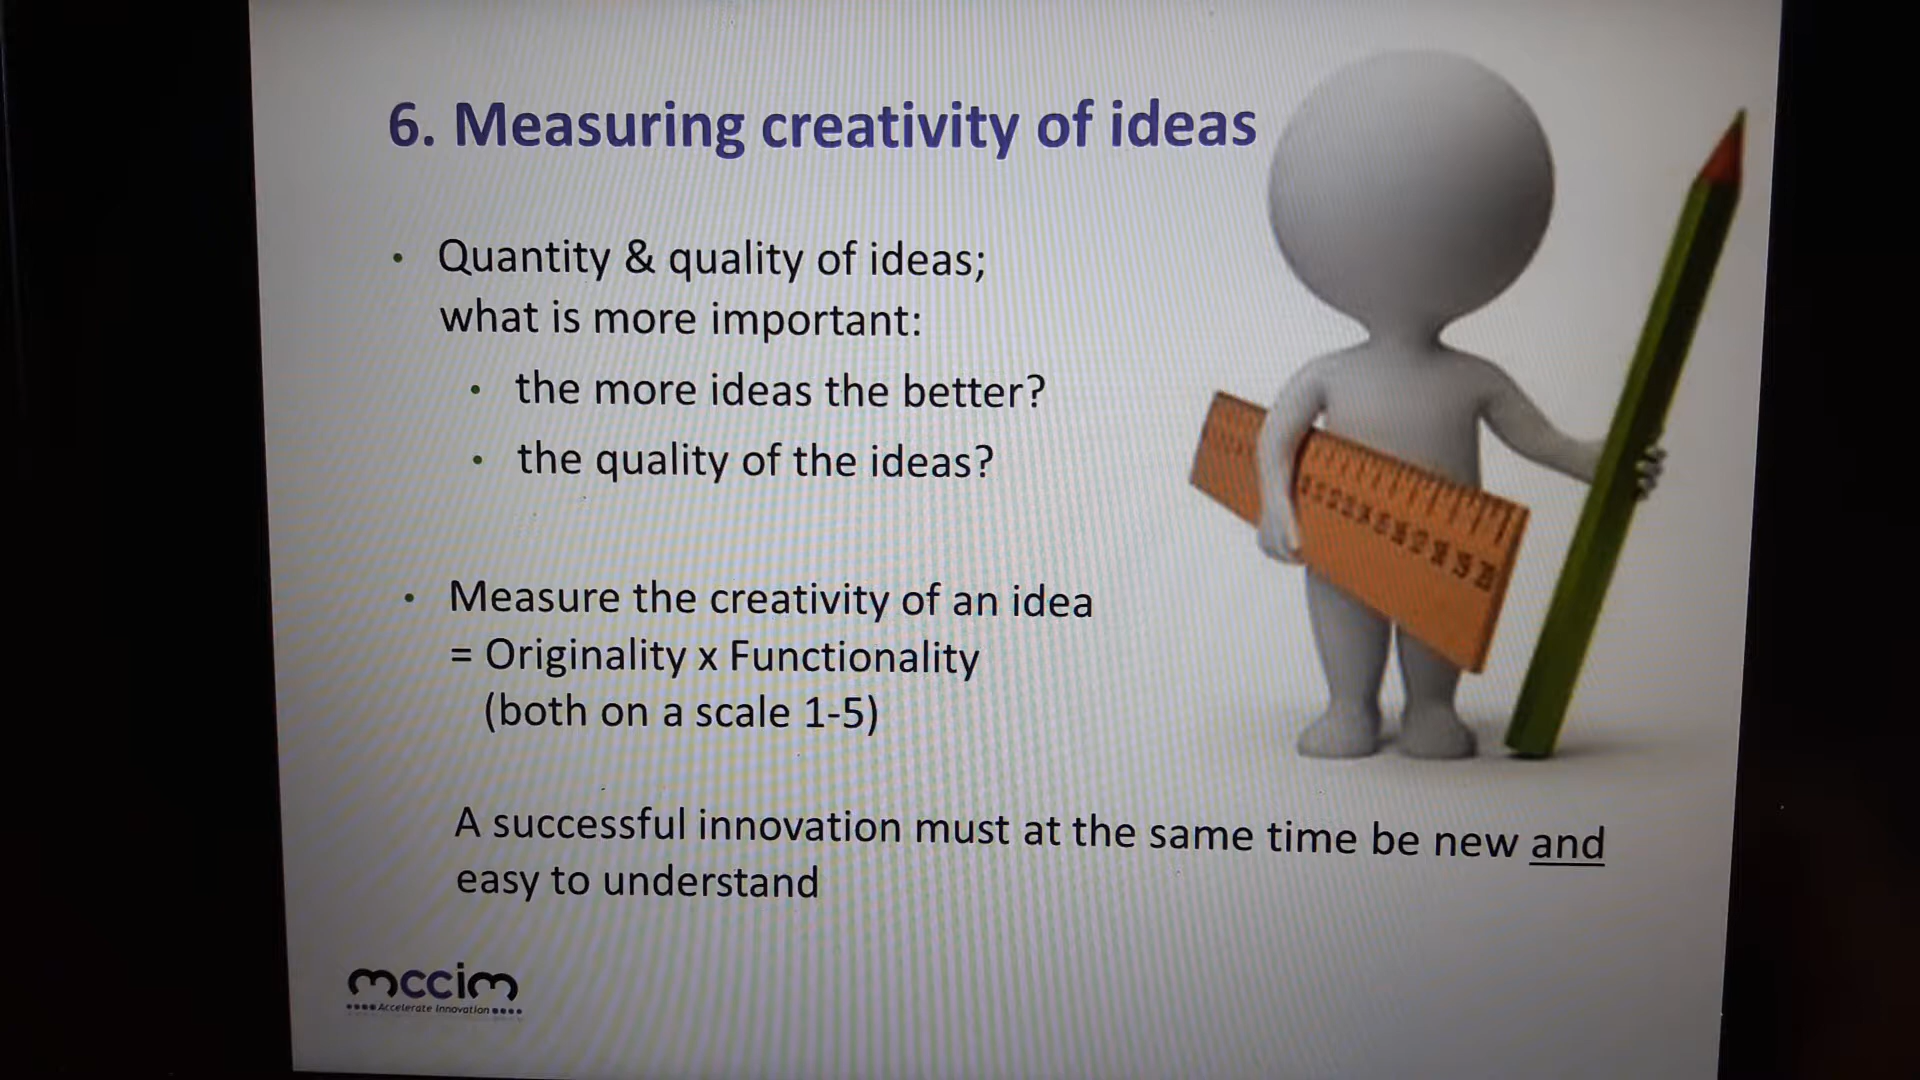 6. Measuring creativity of ideas
• Quantity & quality of ideas;
what is more important:
• the more ideas the better?
• the quality of the ideas?
• Measure the creativity of an idea
= Originality x Functionality
(both on a scale 1-5)
A successful innovation must at the same time be new and
easy to understand
mccim
Accelerate Innovation